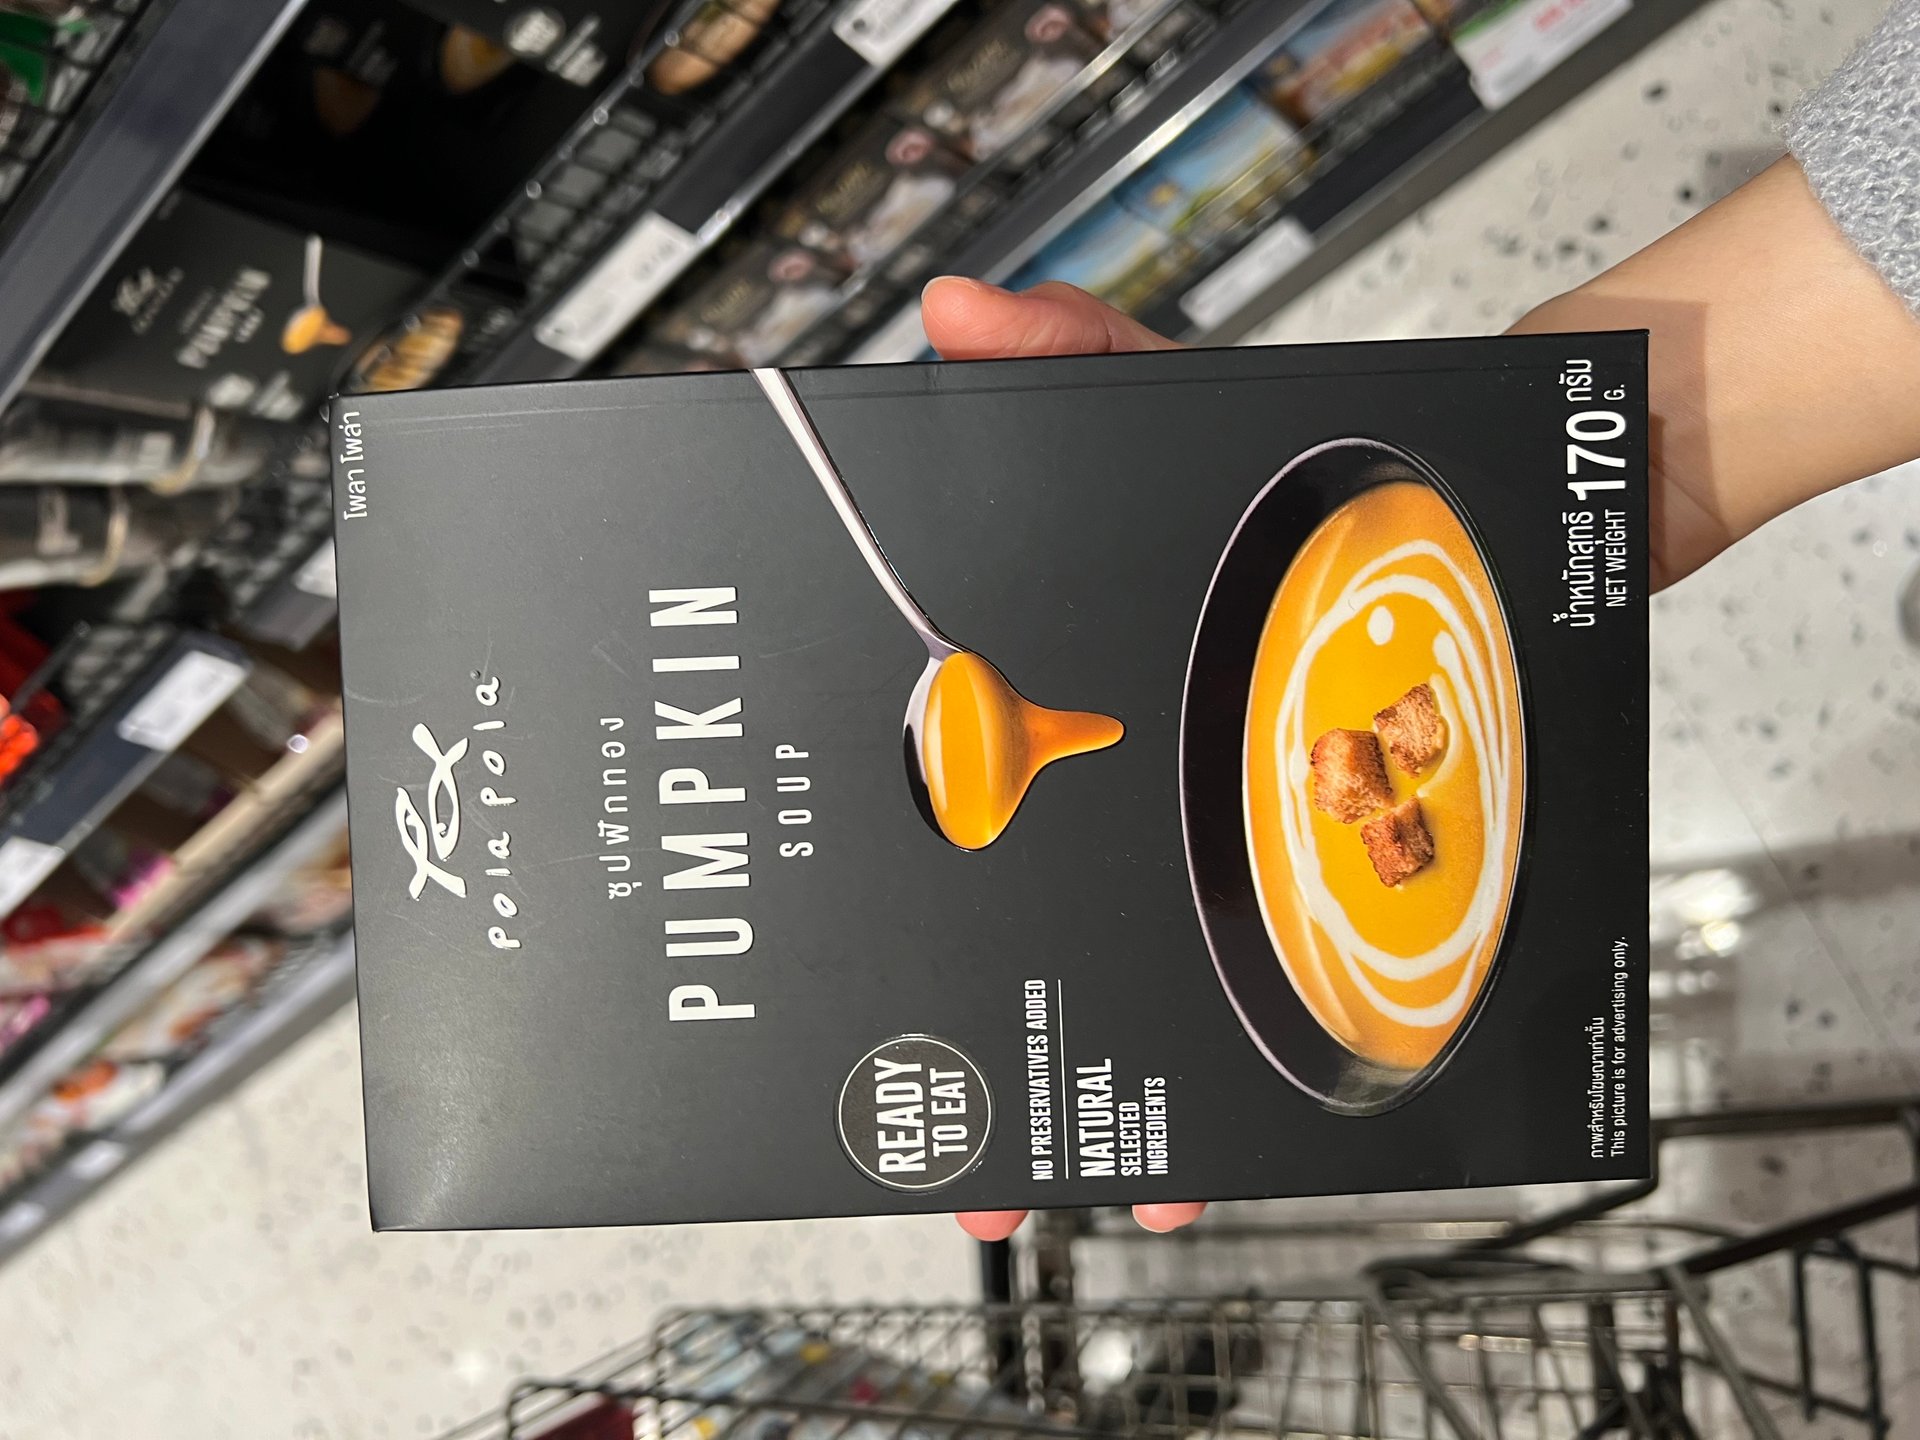 โพลา โพล่า
polapola
ซุปฟักทอง
PUMPKIN
SOUP
READY
TO EAT
NO PRESERVATIVES ADDED
NATURAL
SELECTED
INGREDIENTS
ภาพสำหรับโฆษณาเท่านั้น
This picture is for advertising only.
น้ำหนักสุทธิ 170 กรัม
NET WEIGHT G.
PUMPKIN